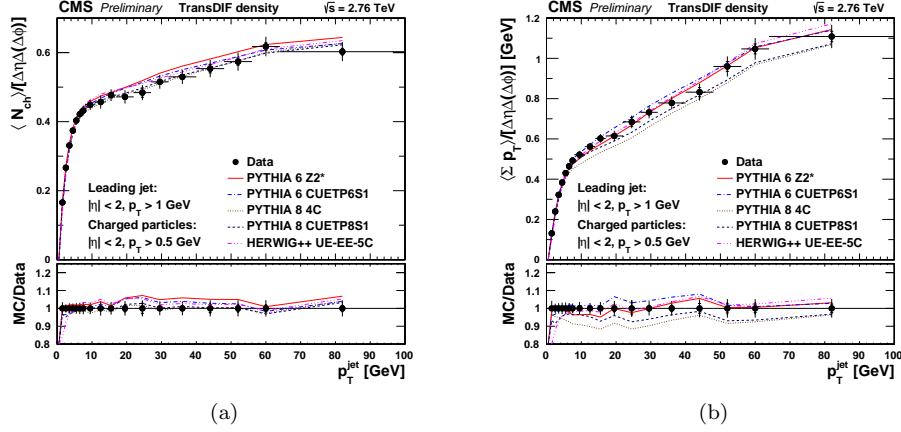 CMS Preliminary TransDIF density √s = 2.76 TeV
⟨ N_ch⟩/[ΔηΔ(Δϕ)]
0.6
0.4
0.2
0
Data
PYTHIA 6 Z2*
PYTHIA 6 CUETP6S1
PYTHIA 8 4C
PYTHIA 8 CUETP8S1
HERWIG++ UE-EE-5C
Leading jet:
|η| < 2, p_T > 1 GeV
Charged particles:
|η| < 2, p_T > 0.5 GeV
MC/Data
1.2
1.1
1
0.9
0.8
0 10 20 30 40 50 60 70 80 90 100
p_T^jet [GeV]
(a)
CMS Preliminary TransDIF density √s = 2.76 TeV
⟨Σ p_T⟩/[ΔηΔ(Δϕ)] [GeV]
1.2
1
0.8
0.6
0.4
0.2
0
Data
PYTHIA 6 Z2*
PYTHIA 6 CUETP6S1
PYTHIA 8 4C
PYTHIA 8 CUETP8S1
HERWIG++ UE-EE-5C
Leading jet:
|η| < 2, p_T > 1 GeV
Charged particles:
|η| < 2, p_T > 0.5 GeV
MC/Data
1.2
1.1
1
0.9
0.8
0 10 20 30 40 50 60 70 80 90 100
p_T^jet [GeV]
(b)